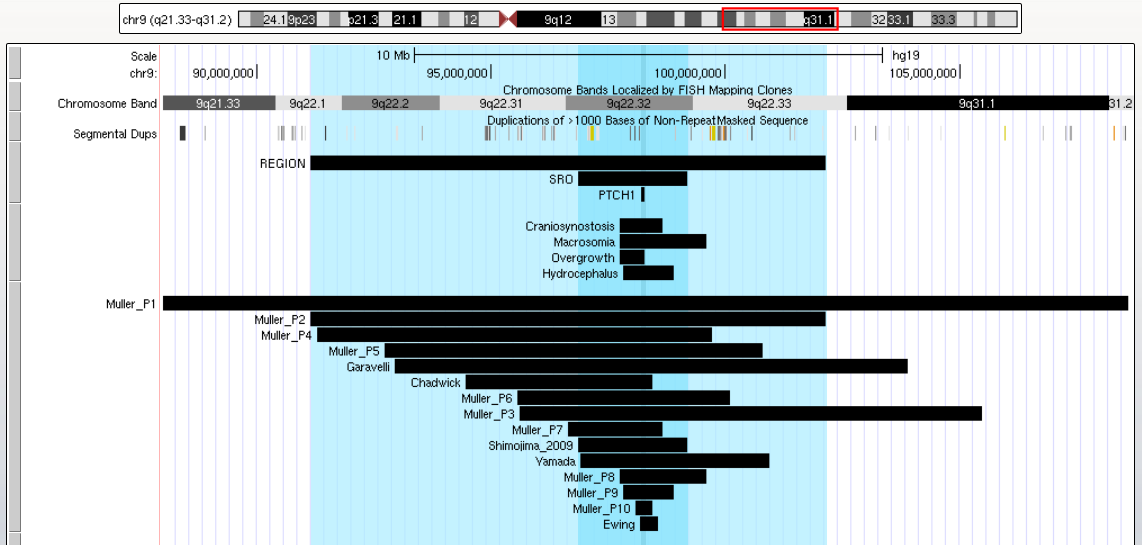 chr9 (q21.33-q31.2) 24.1 9p23 p21.3 21.1 12 9q12 13 q31.1 32 33.1 33.3
Scale 10 Mb hg19
chr9: 90,000,000 95,000,000 100,000,000 105,000,000
Chromosome Bands Localized by FISH Mapping Clones
Chromosome Band 9q21.33 9q22.1 9q22.2 9q22.31 9q22.32 9q22.33 9q31.1 31.2
Duplications of >1000 Bases of Non-RepeatMasked Sequence
Segmental Dups
REGION
SRO
PTCH1
Craniosynostosis
Macrosomia
Overgrowth
Hydrocephalus
Muller_P1
Muller_P2
Muller_P4
Muller_P5
Garavelli
Chadwick
Muller_P6
Muller_P3
Muller_P7
Shimojima_2009
Yamada
Muller_P8
Muller_P9
Muller_P10
Ewing